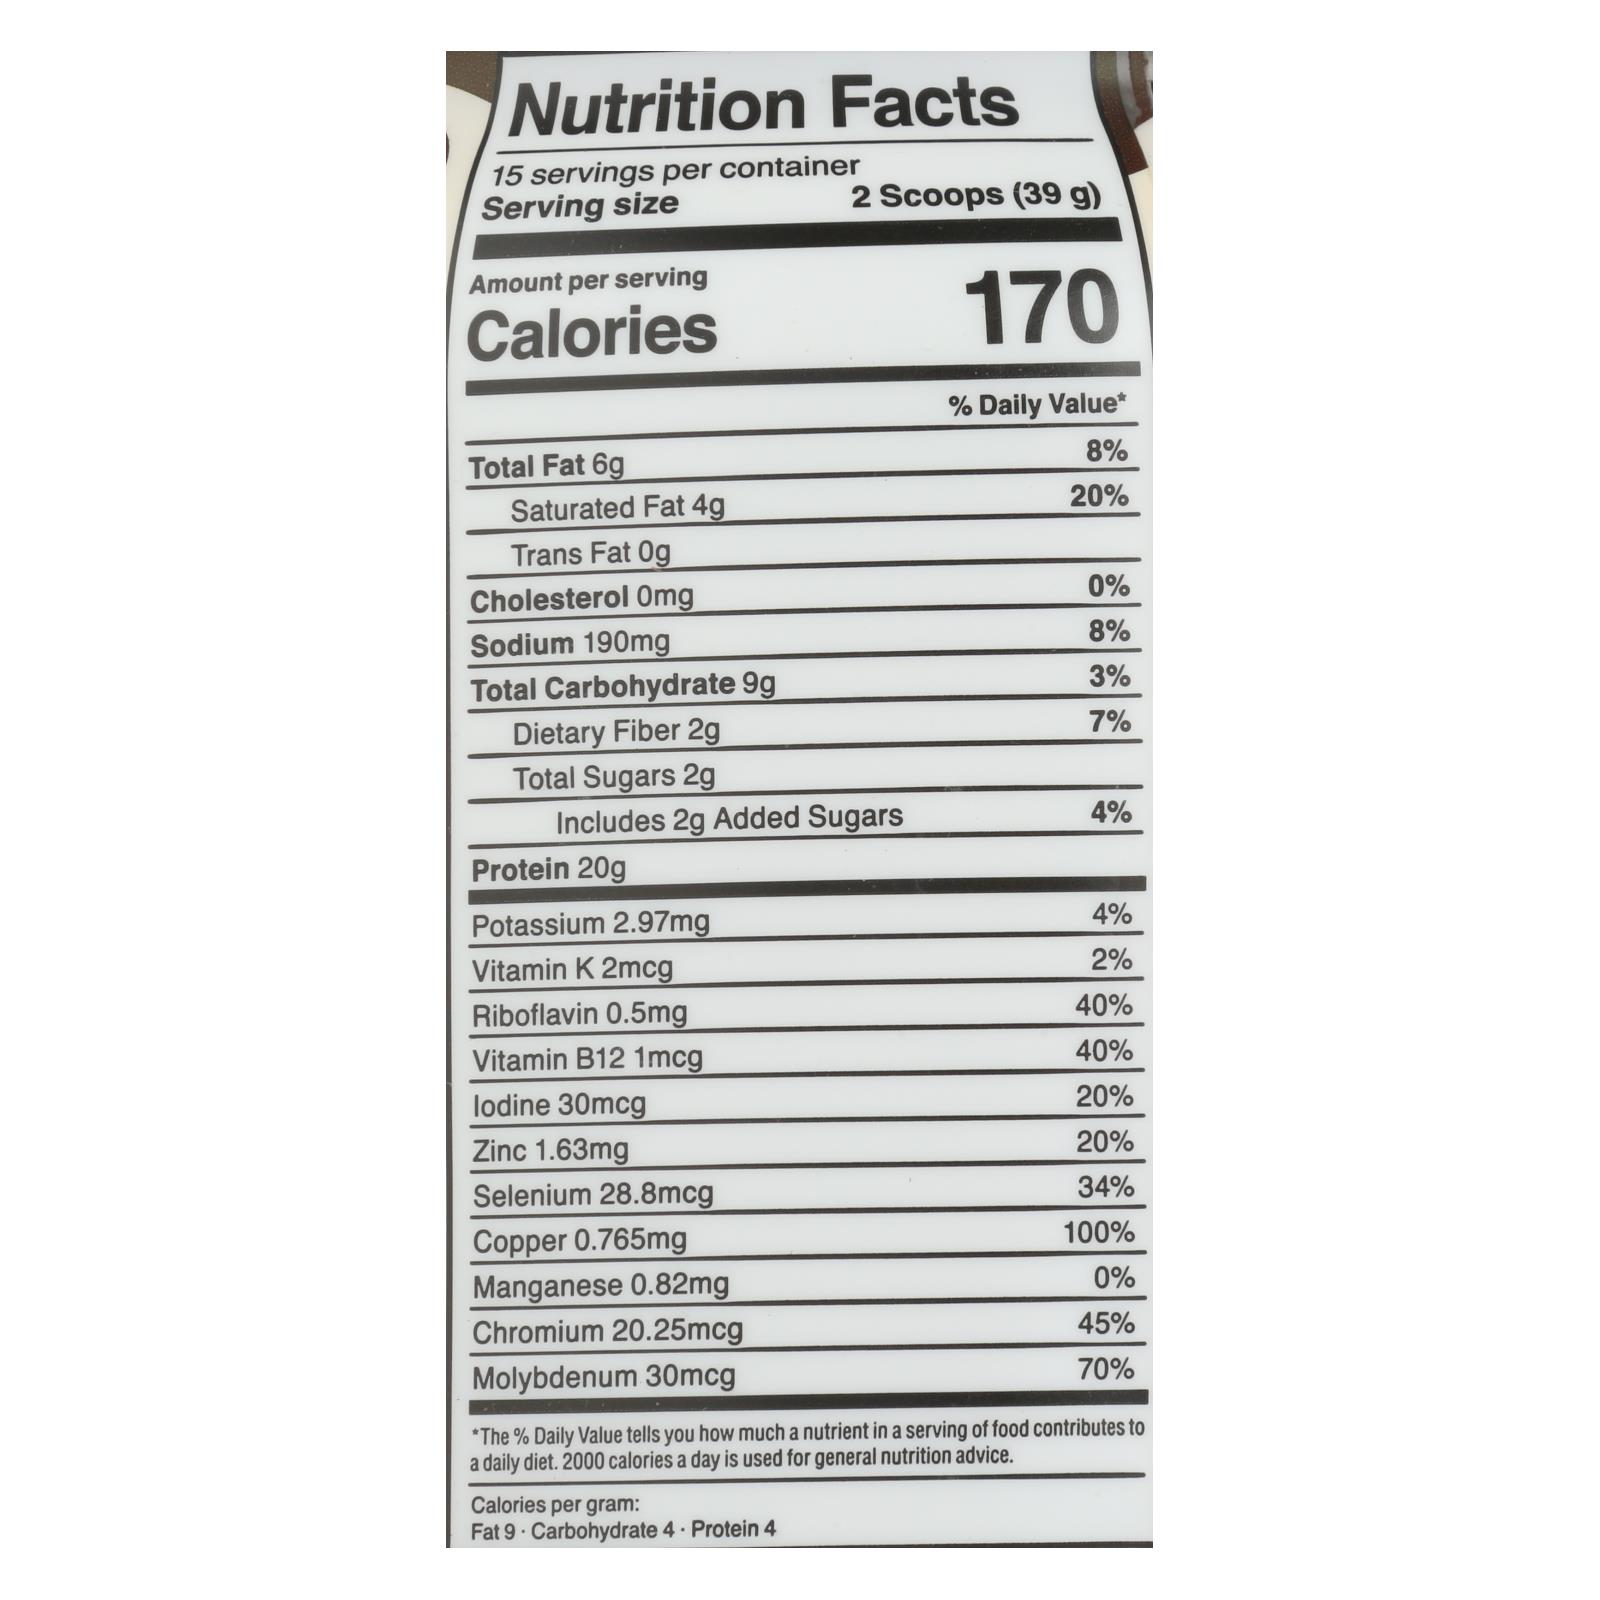 Nutrition Facts
15 servings per container
Serving size 2 Scoops (39 g)
Amount per serving
Calories 170
% Daily Value*
Total Fat 6g 8%
Saturated Fat 4g 20%
Trans Fat 0g
Cholesterol 0mg 0%
Sodium 190mg 8%
Total Carbohydrate 9g 3%
Dietary Fiber 2g 7%
Total Sugars 2g
Includes 2g Added Sugars 4%
Protein 20g
Potassium 2.97mg 4%
Vitamin K 2mcg 2%
Riboflavin 0.5mg 40%
Vitamin B12 1mcg 40%
Iodine 30mcg 20%
Zinc 1.63mg 20%
Selenium 28.8mcg 34%
Copper 0.765mg 100%
Manganese 0.82mg 0%
Chromium 20.25mcg 45%
Molybdenum 30mcg 70%
*The % Daily Value tells you how much a nutrient in a serving of food contributes to
a daily diet. 2000 calories a day is used for general nutrition advice.
Calories per gram:
Fat 9 · Carbohydrate 4 · Protein 4